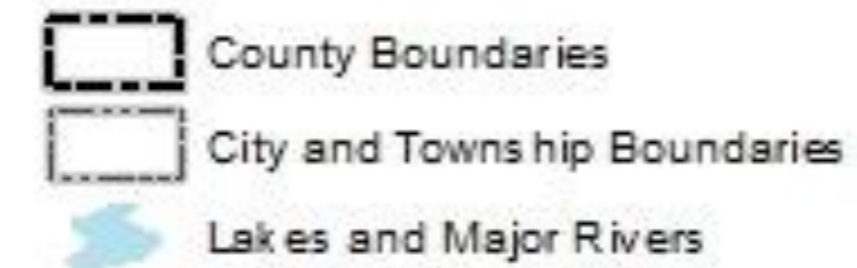 County Boundaries
City and Township Boundaries
Lakes and Major Rivers